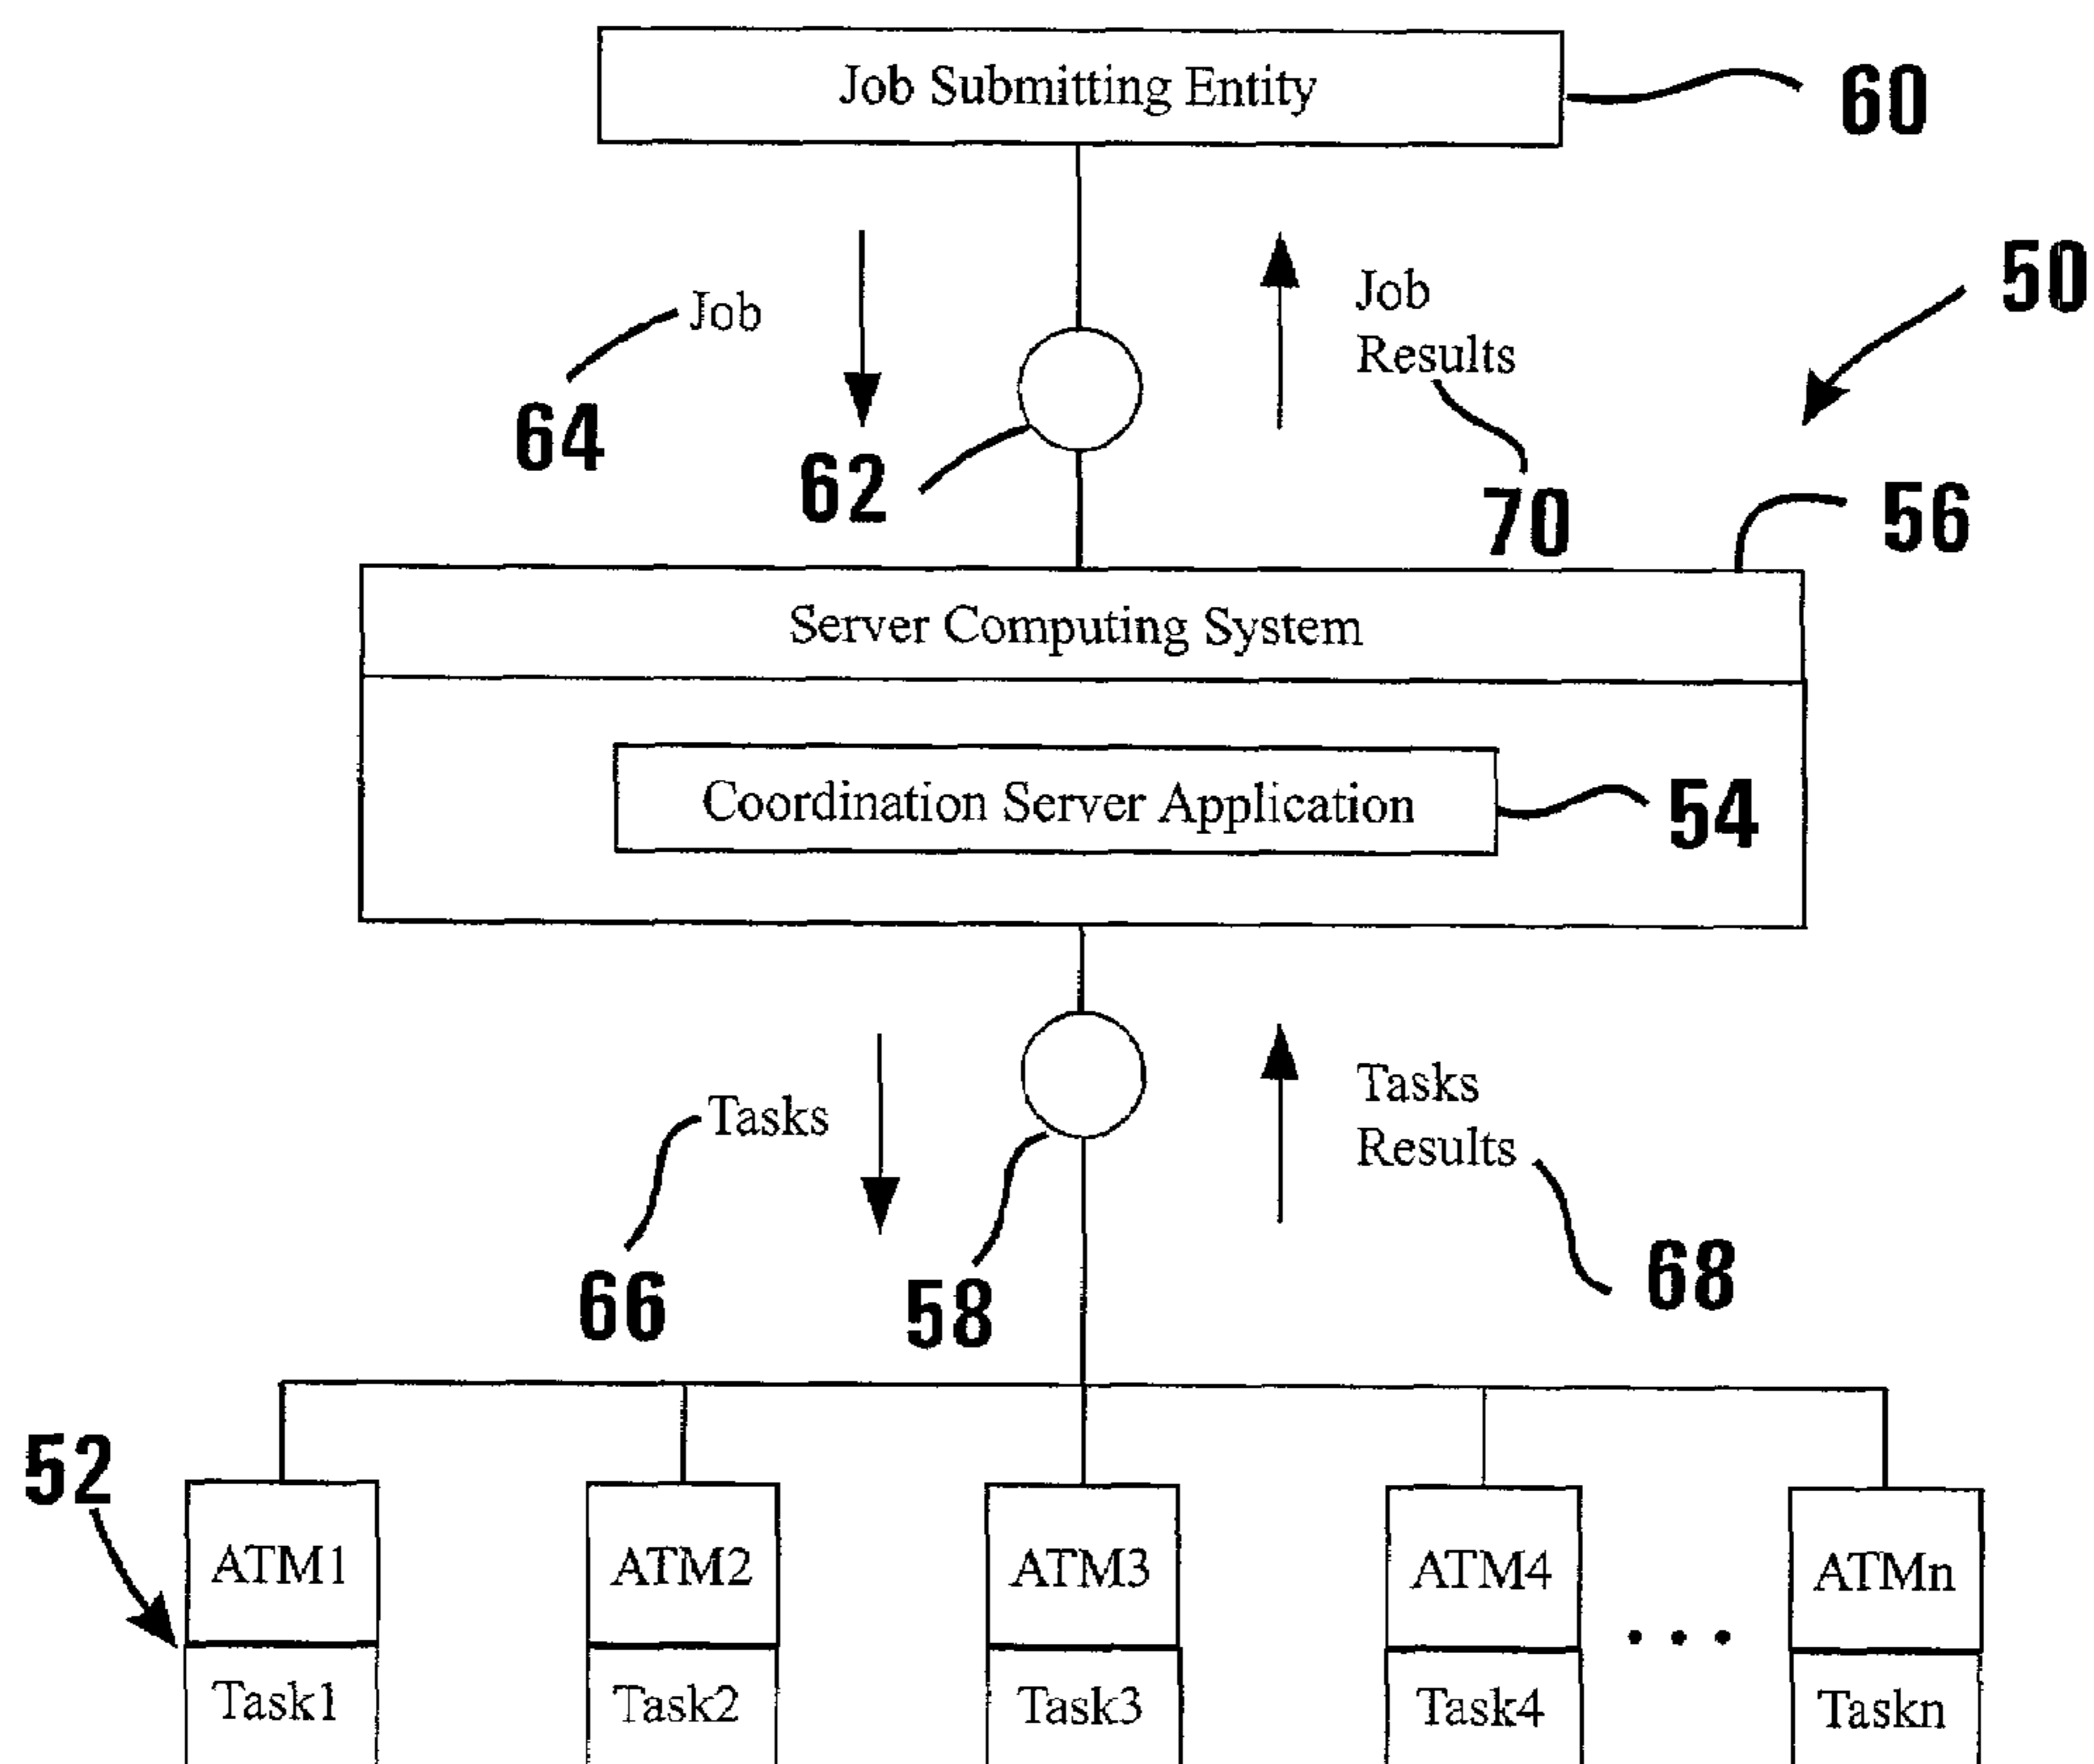 Job Submitting Entity
60
50
Job
Job
Results
64
62
70
56
Server Computing System
Coordination Server Application
54
Tasks
Tasks
Results
66
58
68
52
ATM1
ATM2
ATM3
ATM4
ATMn
Task1
Task2
Task3
Task4
...
Taskn